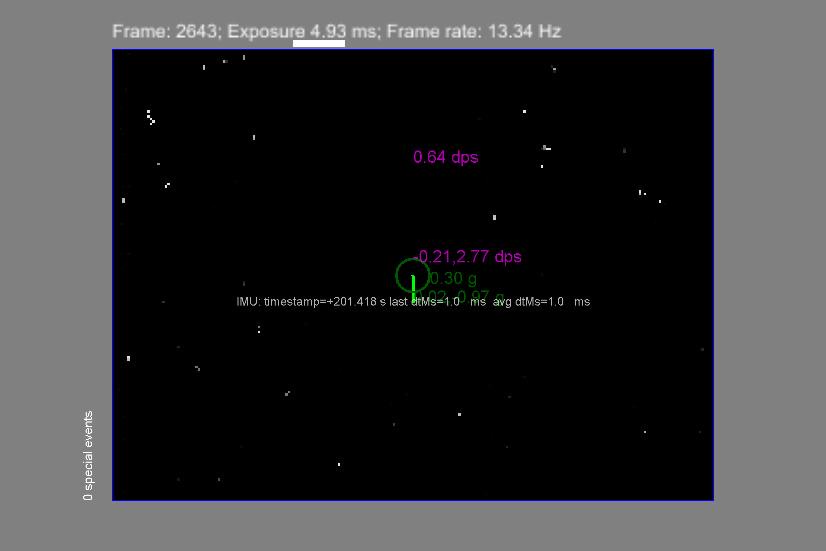 Frame: 2643; Exposure 4.93 ms; Frame rate: 13.34 Hz
0.64 dps
-0.21,2.77 dps
0.30 g
0.97 g
IMU: timestamp=+201.418 s last dtMs=1.0 ms avg dtMs=1.0 ms
0 special events